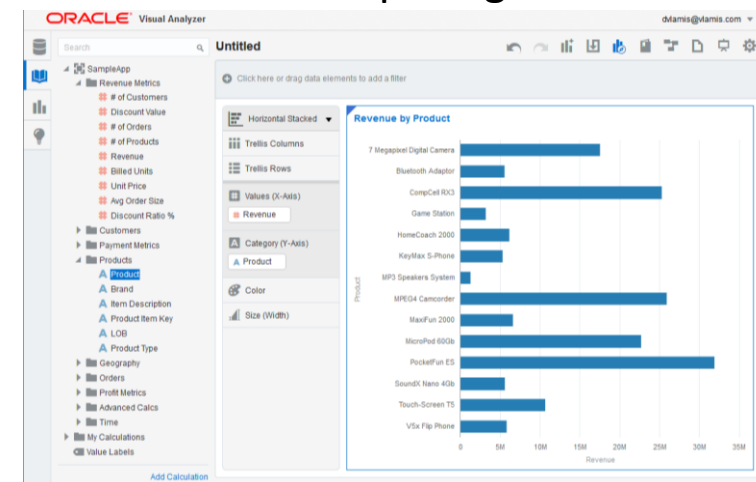 ORACLE Visual Analyzer
dvlamis@vlamis.com
Search
Untitled
SampleApp
Revenue Metrics
# of Customers
Discount Value
# of Orders
# of Products
Revenue
Billed Units
Unit Price
Avg Order Size
Discount Ratio %
Customers
Payment Metrics
Products
Product
Brand
Item Description
Product Item Key
LOB
Product Type
Geography
Orders
Profit Metrics
Advanced Calcs
Time
My Calculations
Value Labels
Add Calculation
Click here or drag data elements to add a filter
Horizontal Stacked
Trellis Columns
Trellis Rows
Values (X-Axis)
Revenue
Category (Y-Axis)
A Product
Color
Size (Width)
Revenue by Product
Product
7 Megapixel Digital Camera
Bluetooth Adaptor
CompCell RX3
Game Station
HomeCoach 2000
KeyMax S-Phone
MP3 Speakers System
MPEG4 Camcorder
MaxiFun 2000
MicroPod 60Gb
PocketFun ES
SoundX Nano 4Gb
Touch-Screen T5
V5x Flip Phone
0 5M 10M 15M 20M 25M 30M 35M
Revenue